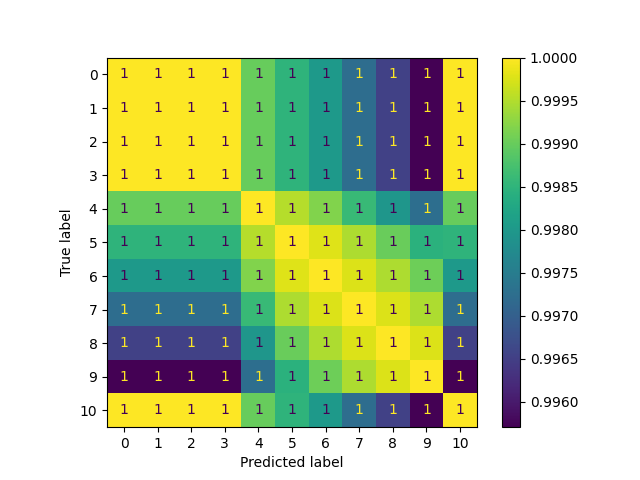 0 1 1 1 1 1 1 1 1 1 1 1 1.0000
1 1 1 1 1 1 1 1 1 1 1 1 0.9995
2 1 1 1 1 1 1 1 1 1 1 1 0.9990
3 1 1 1 1 1 1 1 1 1 1 1 0.9985
4 1 1 1 1 1 1 1 1 1 1 1 0.9980
5 1 1 1 1 1 1 1 1 1 1 1 0.9975
6 1 1 1 1 1 1 1 1 1 1 1 0.9970
7 1 1 1 1 1 1 1 1 1 1 1 0.9965
8 1 1 1 1 1 1 1 1 1 1 1 0.9960
9 1 1 1 1 1 1 1 1 1 1 1
10 1 1 1 1 1 1 1 1 1 1 1
0 1 2 3 4 5 6 7 8 9 10
Predicted label
True label